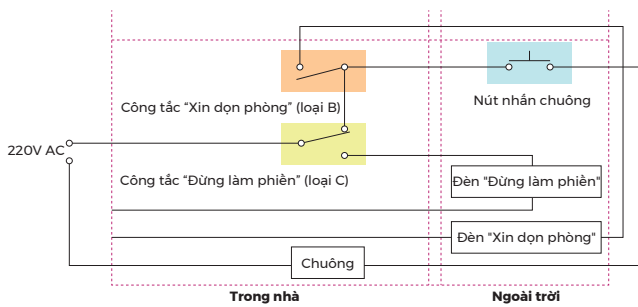 Công tắc “Xin dọn phòng” (loại B)
Nút nhấn chuông
220V AC
Công tắc “Đừng làm phiền” (loại C)
Đèn "Đừng làm phiền"
Đèn "Xin dọn phòng"
Chuông
Trong nhà
Ngoài trời